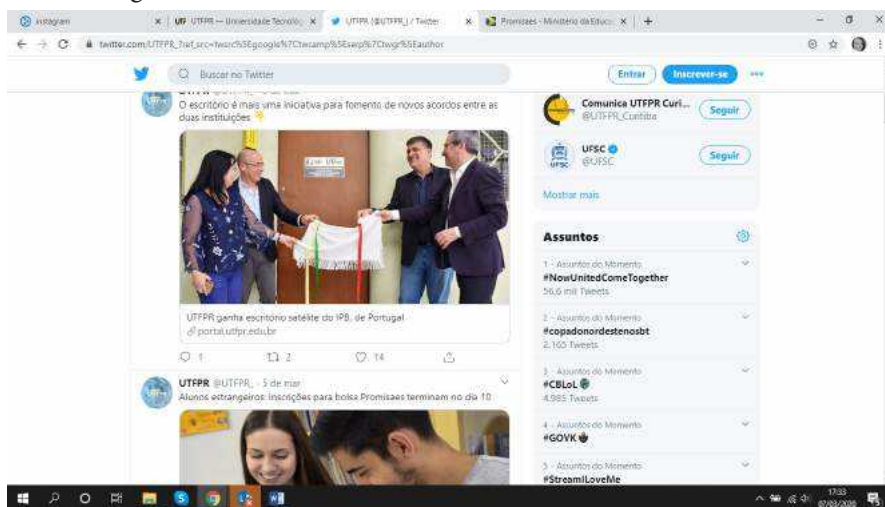 instagram
UTFPR — Universidade Tecnológ
UTFPR (@UTFPR_) / Twitter
Promisaes - Ministério da Educa
twitter.com/UTFPR_?ref_src=twsrc%5Egoogle%7Ctwcamp%5Eserp%7Ctwgr%5Eauthor
Buscar no Twitter
Entrar
Inscrever-se
O escritório é mais uma iniciativa para fomento de novos acordos entre as
duas instituições
UTFPR ganha escritório satélite do IPB, de Portugal
portal.utfpr.edu.br
1
2
14
UTFPR @UTFPR_ · 5 de mar
Alunos estrangeiros: inscrições para bolsa Promisaes terminam no dia 10
Comunica UTFPR Curi...
@UTFPR_Curitiba
Seguir
UFSC
@UFSC
Seguir
Mostrar mais
Assuntos
1 · Assuntos do Momento
#NowUnitedComeTogether
56,6 mil Tweets
2 · Assuntos do Momento
#copadonordestenosbt
2.165 Tweets
3 · Assuntos do Momento
#CBLoL
4.985 Tweets
4 · Assuntos do Momento
#GOVK
5 · Assuntos do Momento
#StreamILoveMe
17:33
07/03/2020